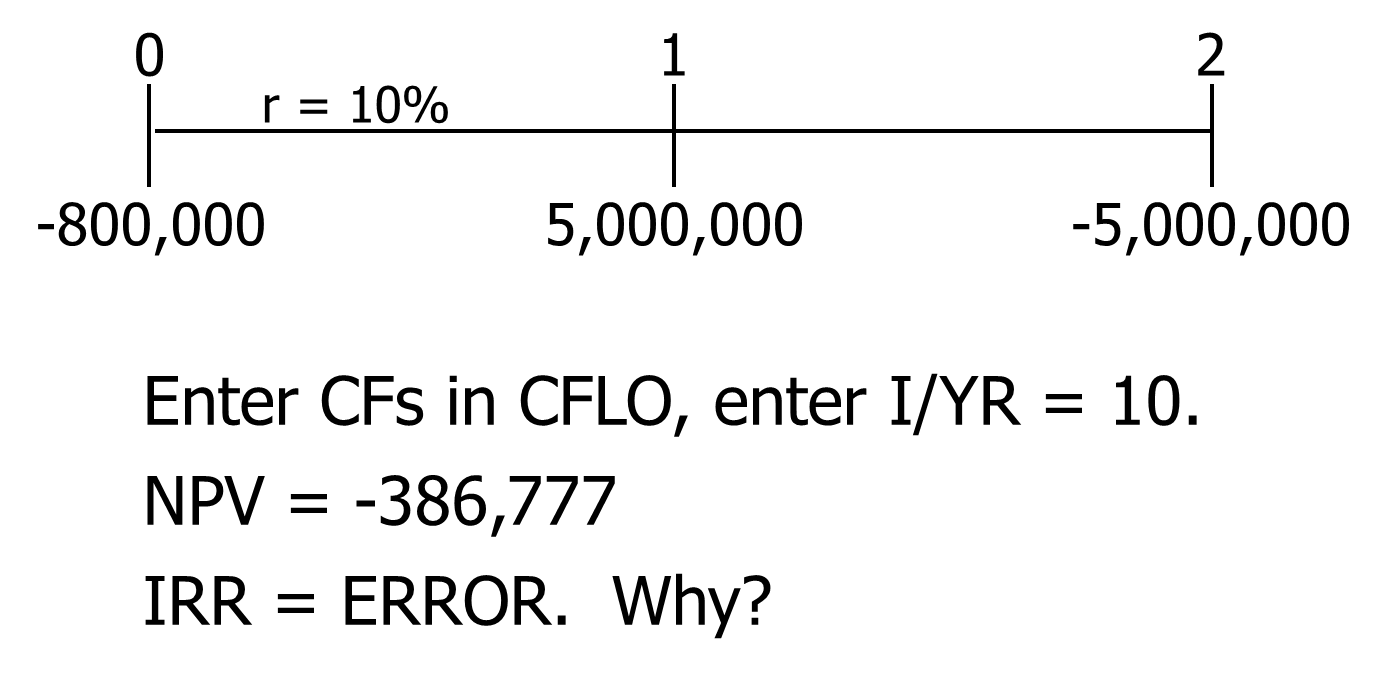 0 1 2
r = 10%
-800,000 5,000,000 -5,000,000
Enter CFs in CFLO, enter I/YR = 10.
NPV = -386,777
IRR = ERROR. Why?